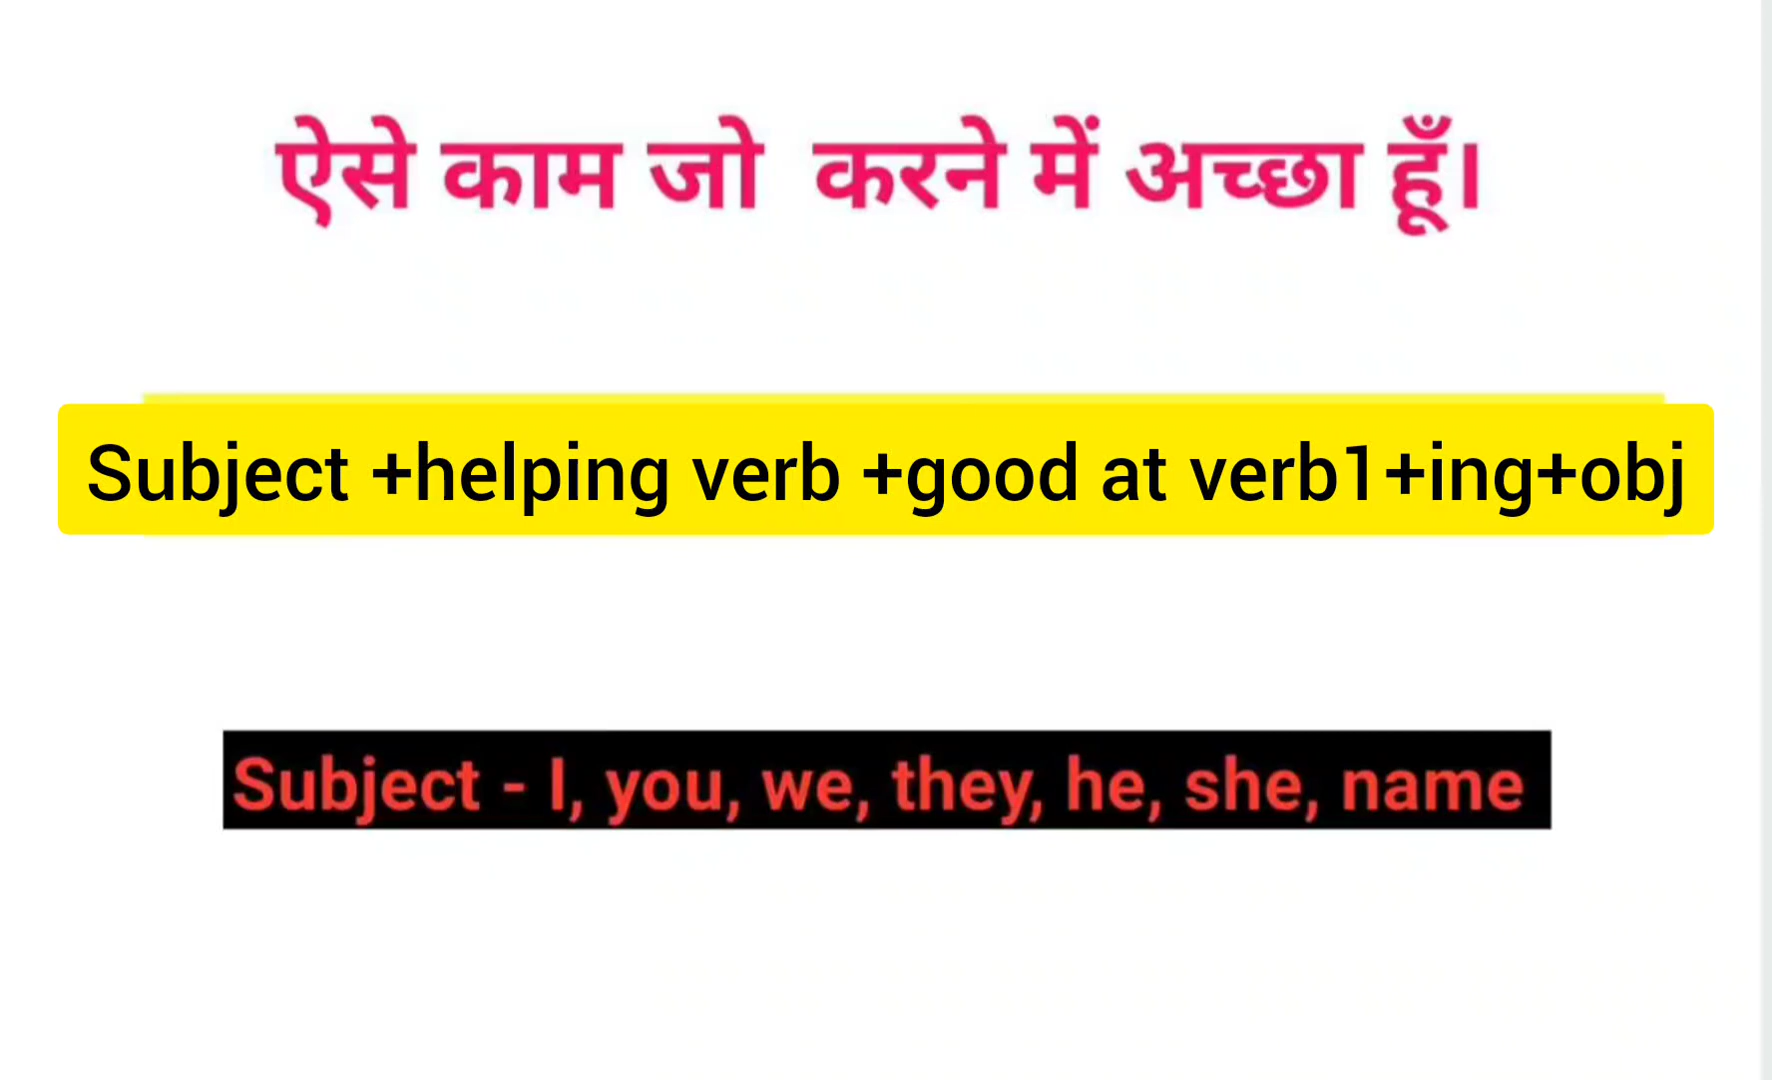 ऐसे काम जो करने में अच्छा हूँ।
Subject +helping verb +good at verb1+ing+obj
Subject - I, you, we, they, he, she, name